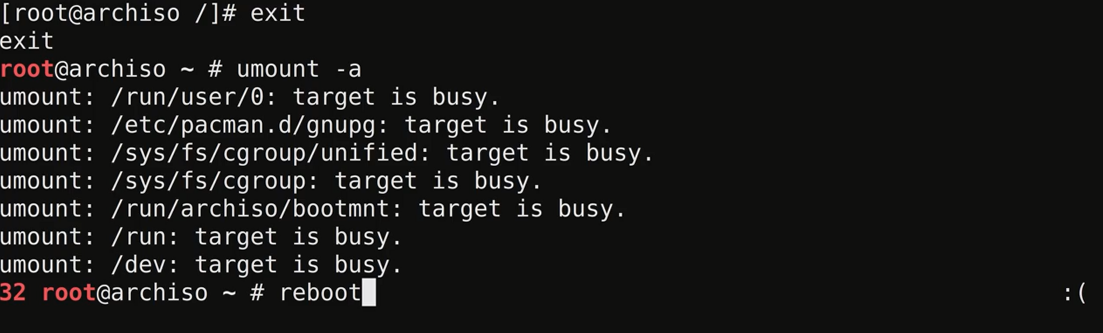 [root@archiso /]# exit
exit
root@archiso ~ # umount -a
umount: /run/user/0: target is busy.
umount: /etc/pacman.d/gnupg: target is busy.
umount: /sys/fs/cgroup/unified: target is busy.
umount: /sys/fs/cgroup: target is busy.
umount: /run/archiso/bootmnt: target is busy.
umount: /run: target is busy.
umount: /dev: target is busy.
32 root@archiso ~ # reboot :(